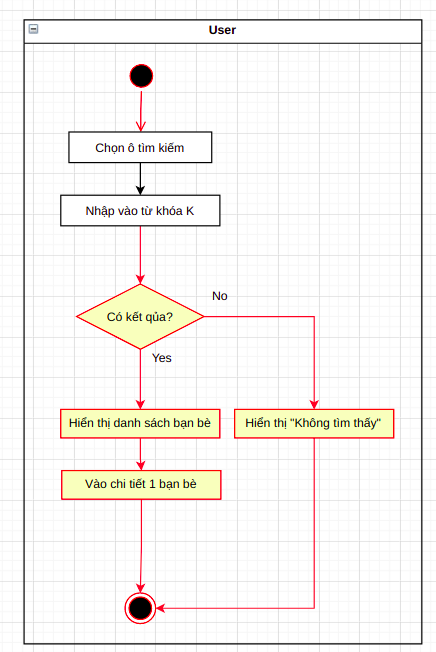 User
Chọn ô tìm kiếm
Nhập vào từ khóa K
Có kết qủa?
No
Yes
Hiển thị danh sách bạn bè
Hiển thị "Không tìm thấy"
Vào chi tiết 1 bạn bè